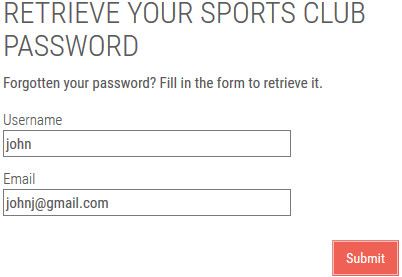 RETRIEVE YOUR SPORTS CLUB
PASSWORD
Forgotten your password? Fill in the form to retrieve it.
Username
john
Email
johnj@gmail.com
Submit